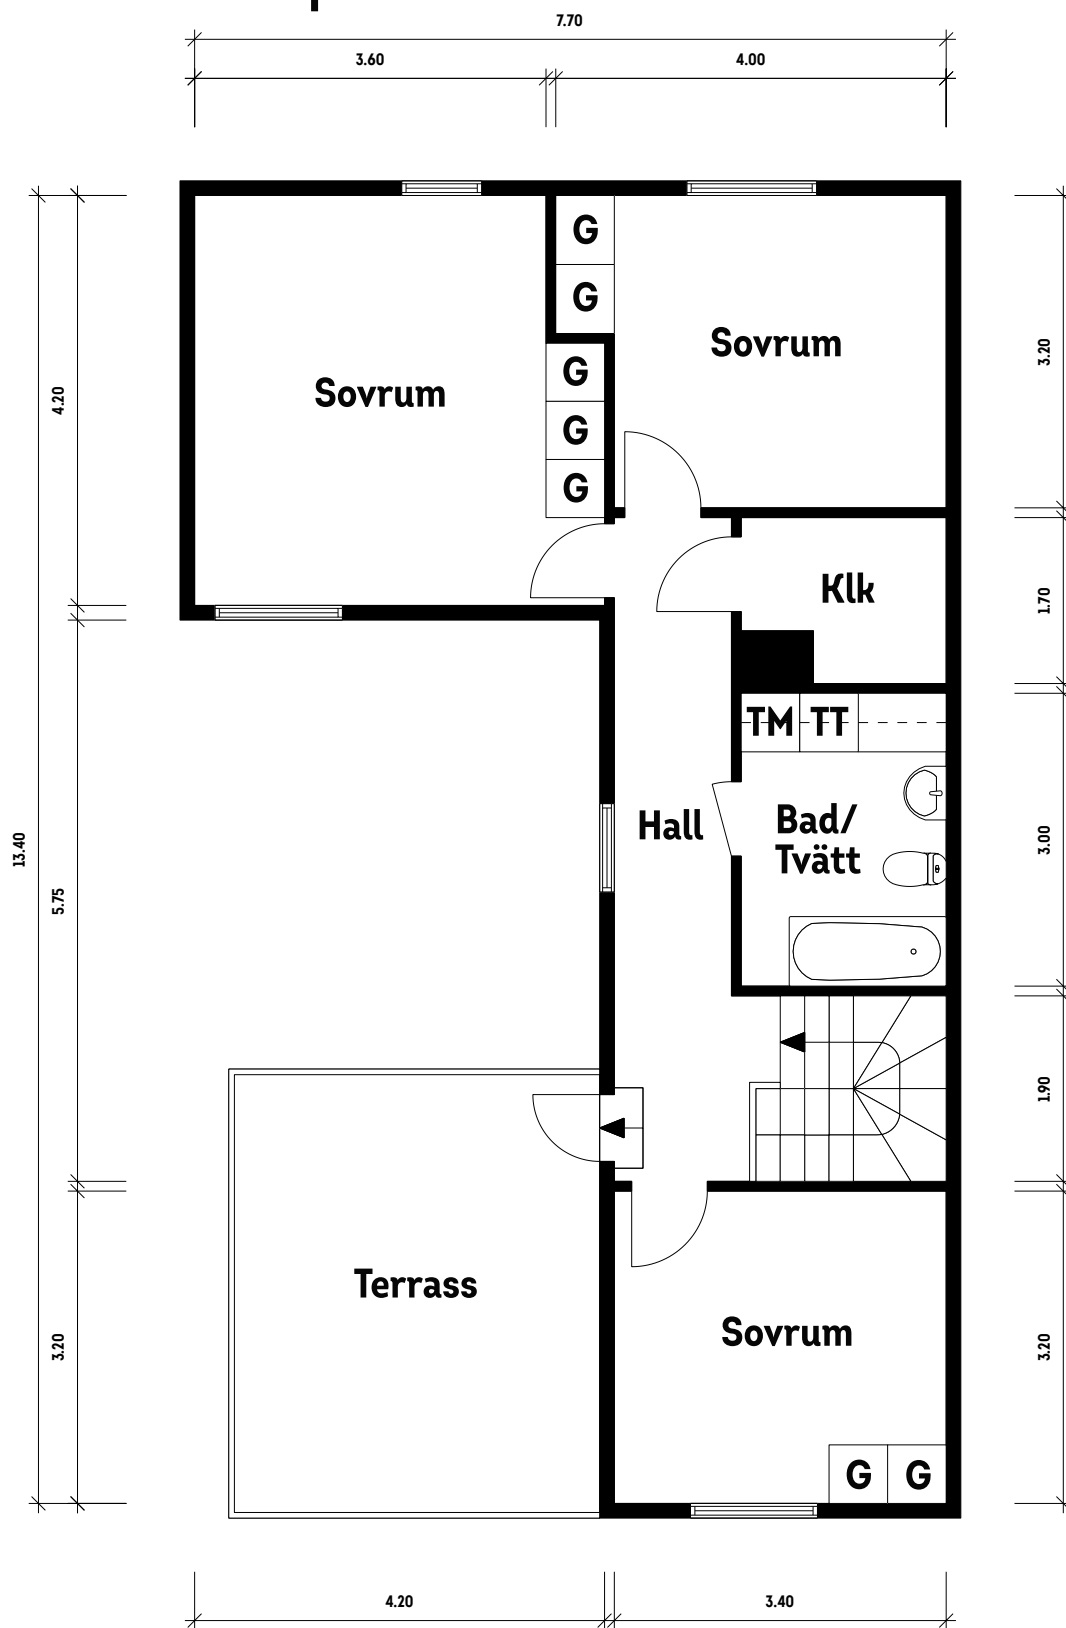 7.70
3.60
4.00
G
G
G
G
G
Sovrum
Sovrum
4.20
3.20
Klk
1.70
TM
TT
Hall
Bad/
Tvätt
13.40
5.75
3.00
1.90
Terrass
Sovrum
3.20
3.20
G
G
4.20
3.40